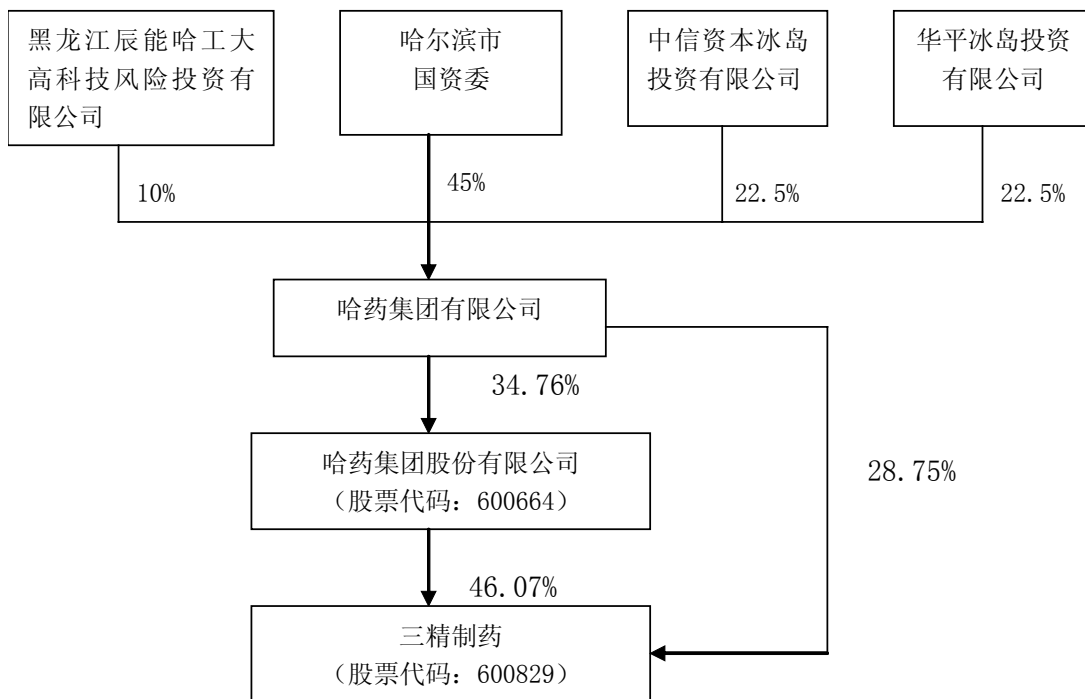 黑龙江辰能哈工大
高科技风险投资有
限公司
哈尔滨市
国资委
中信资本冰岛
投资有限公司
华平冰岛投资
有限公司
10%
45%
22.5%
22.5%
哈药集团有限公司
34.76%
哈药集团股份有限公司
（股票代码：600664）
28.75%
46.07%
三精制药
（股票代码：600829）